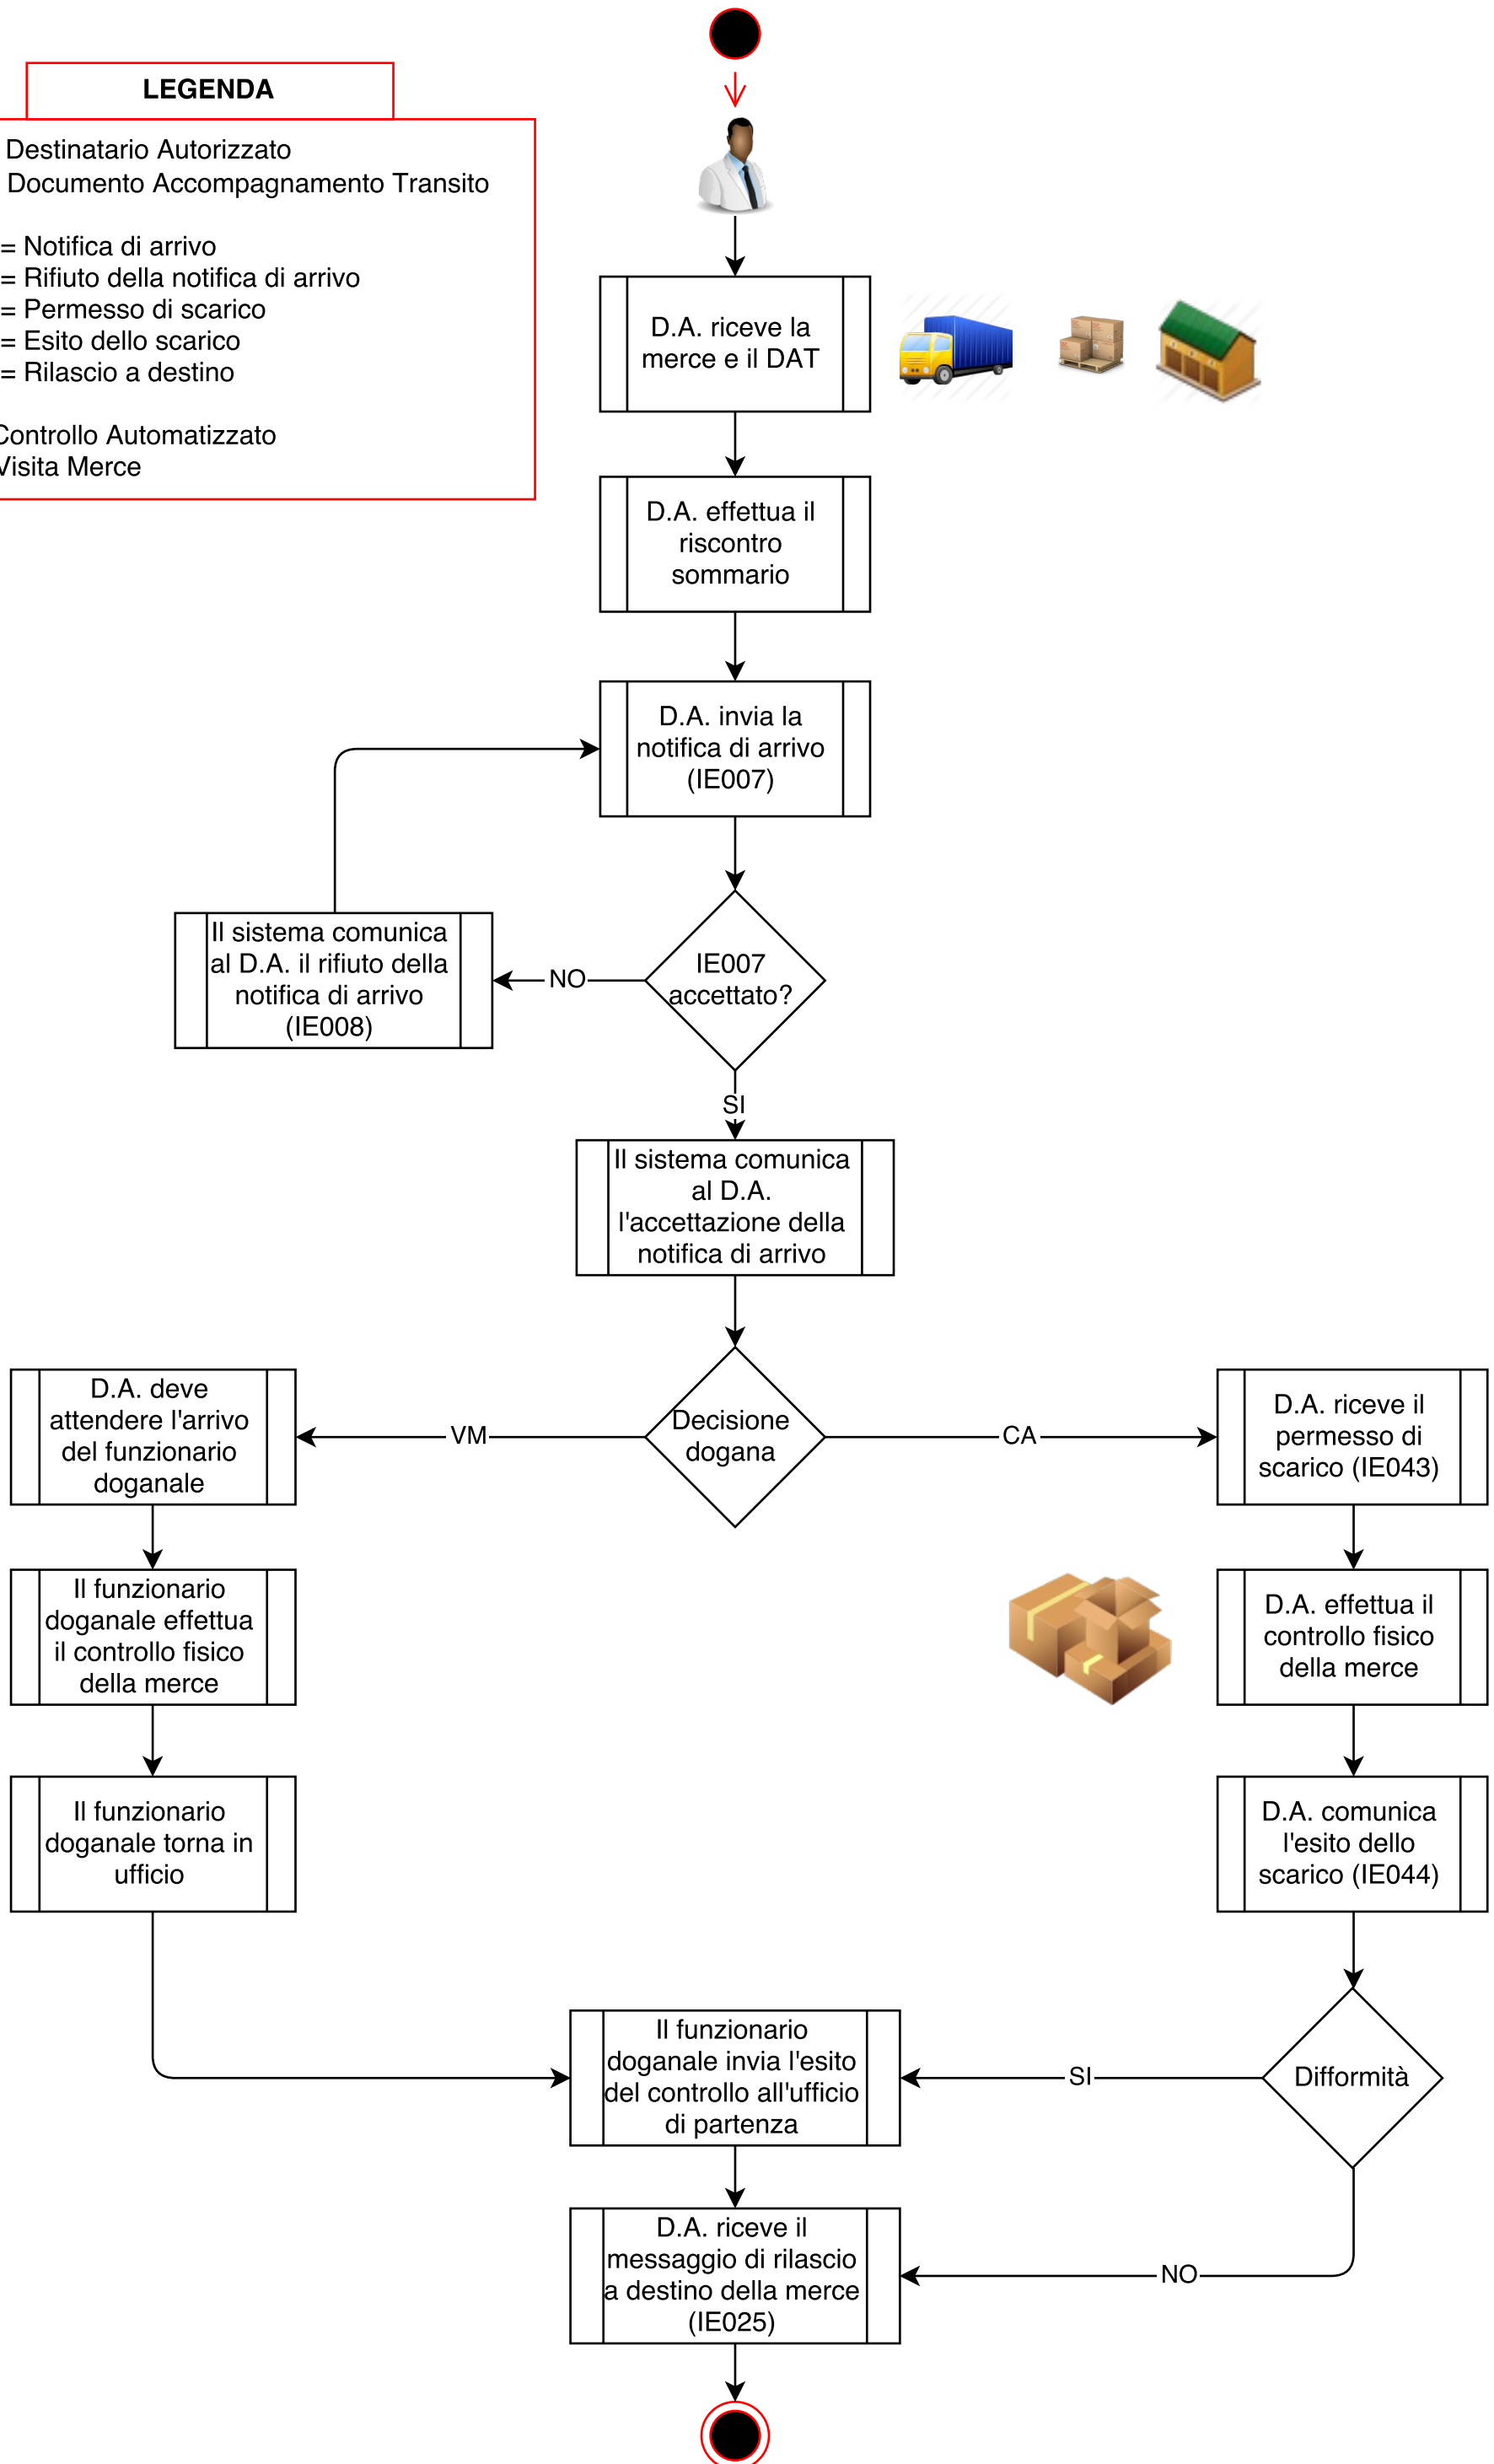 LEGENDA
Destinatario Autorizzato
Documento Accompagnamento Transito
= Notifica di arrivo
= Rifiuto della notifica di arrivo
= Permesso di scarico
= Esito dello scarico
= Rilascio a destino
Controllo Automatizzato
Visita Merce
D.A. riceve la
merce e il DAT
D.A. effettua il
riscontro
sommario
D.A. invia la
notifica di arrivo
(IE007)
IE007
accettato?
NO
Il sistema comunica
al D.A. il rifiuto della
notifica di arrivo
(IE008)
SI
Il sistema comunica
al D.A.
l'accettazione della
notifica di arrivo
Decisione
dogana
VM
D.A. deve
attendere l'arrivo
del funzionario
doganale
Il funzionario
doganale effettua
il controllo fisico
della merce
Il funzionario
doganale torna in
ufficio
CA
D.A. riceve il
permesso di
scarico (IE043)
D.A. effettua il
controllo fisico
della merce
D.A. comunica
l'esito dello
scarico (IE044)
Difformità
SI
Il funzionario
doganale invia l'esito
del controllo all'ufficio
di partenza
NO
D.A. riceve il
messaggio di rilascio
a destino della merce
(IE025)